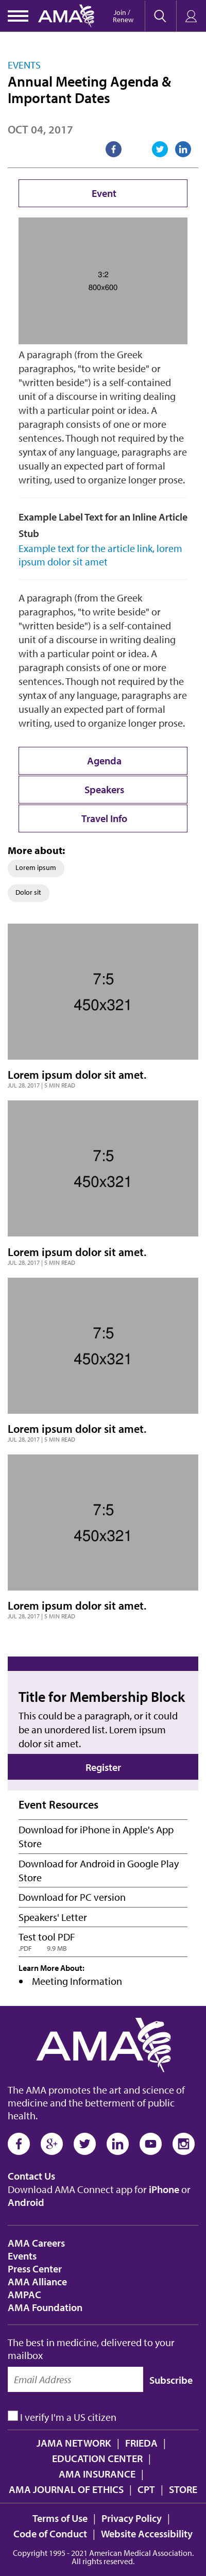 AMA
Join /
Renew
EVENTS
Annual Meeting Agenda &
Important Dates
OCT 04, 2017
Event
3:2
800x600
A paragraph (from the Greek
paragraphos, "to write beside" or
"written beside") is a self-contained
unit of a discourse in writing dealing
with a particular point or idea. A
paragraph consists of one or more
sentences. Though not required by the
syntax of any language, paragraphs are
usually an expected part of formal
writing, used to organize longer prose.
Example Label Text for an Inline Article
Stub
Example text for the article link, lorem
ipsum dolor sit amet
A paragraph (from the Greek
paragraphos, "to write beside" or
"written beside") is a self-contained
unit of a discourse in writing dealing
with a particular point or idea. A
paragraph consists of one or more
sentences. Though not required by the
syntax of any language, paragraphs are
usually an expected part of formal
writing, used to organize longer prose.
Agenda
Speakers
Travel Info
More about:
Lorem ipsum
Dolor sit
7:5
450x321
Lorem ipsum dolor sit amet.
JUL 28, 2017 | 5 MIN READ
7:5
450x321
Lorem ipsum dolor sit amet.
JUL 28, 2017 | 5 MIN READ
7:5
450x321
Lorem ipsum dolor sit amet.
JUL 28, 2017 | 5 MIN READ
7:5
450x321
Lorem ipsum dolor sit amet.
JUL 28, 2017 | 5 MIN READ
Title for Membership Block
This could be a paragraph, or it could
be an unordered list. Lorem ipsum
dolor sit amet.
Register
Event Resources
Download for iPhone in Apple's App
Store
Download for Android in Google Play
Store
Download for PC version
Speakers' Letter
Test tool PDF
.PDF 9.9 MB
Learn More About:
• Meeting Information
AMA
The AMA promotes the art and science of
medicine and the betterment of public
health.
Contact Us
Download AMA Connect app for iPhone or
Android
AMA Careers
Events
Press Center
AMA Alliance
AMPAC
AMA Foundation
The best in medicine, delivered to your
mailbox
Email Address
Subscribe
I verify I'm a US citizen
JAMA NETWORK | FRIEDA |
EDUCATION CENTER |
AMA INSURANCE |
AMA JOURNAL OF ETHICS | CPT | STORE
Terms of Use | Privacy Policy |
Code of Conduct | Website Accessibility
Copyright 1995 - 2021 American Medical Association.
All rights reserved.